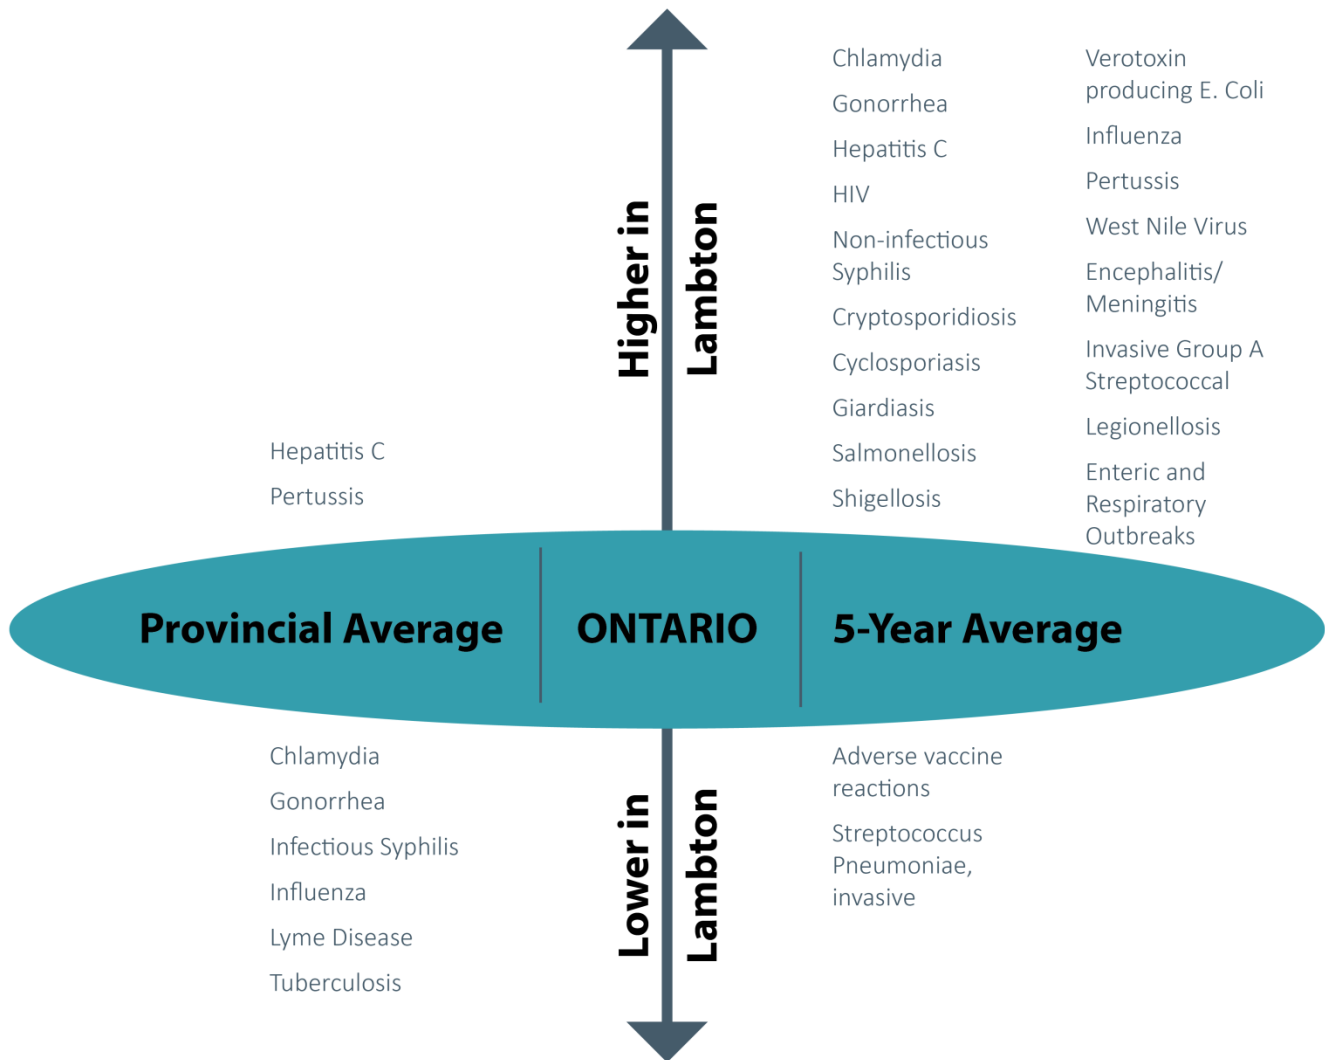 Higher in
Lambton
Hepatitis C
Pertussis
Chlamydia
Gonorrhea
Hepatitis C
HIV
Non-infectious
Syphilis
Cryptosporidiosis
Cyclosporiasis
Giardiasis
Salmonellosis
Shigellosis
Verotoxin
producing E. Coli
Influenza
Pertussis
West Nile Virus
Encephalitis/
Meningitis
Invasive Group A
Streptococcal
Legionellosis
Enteric and
Respiratory
Outbreaks
Provincial Average
ONTARIO
5-Year Average
Lower in
Lambton
Chlamydia
Gonorrhea
Infectious Syphilis
Influenza
Lyme Disease
Tuberculosis
Adverse vaccine
reactions
Streptococcus
Pneumoniae,
invasive